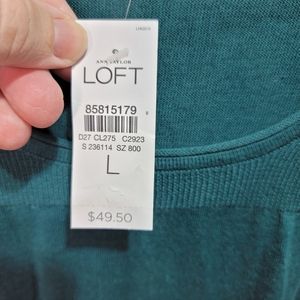 ANN TAYLOR
LOFT
85815179
D27 CL275 C2923
S 236114 SZ 800
L
$49.50